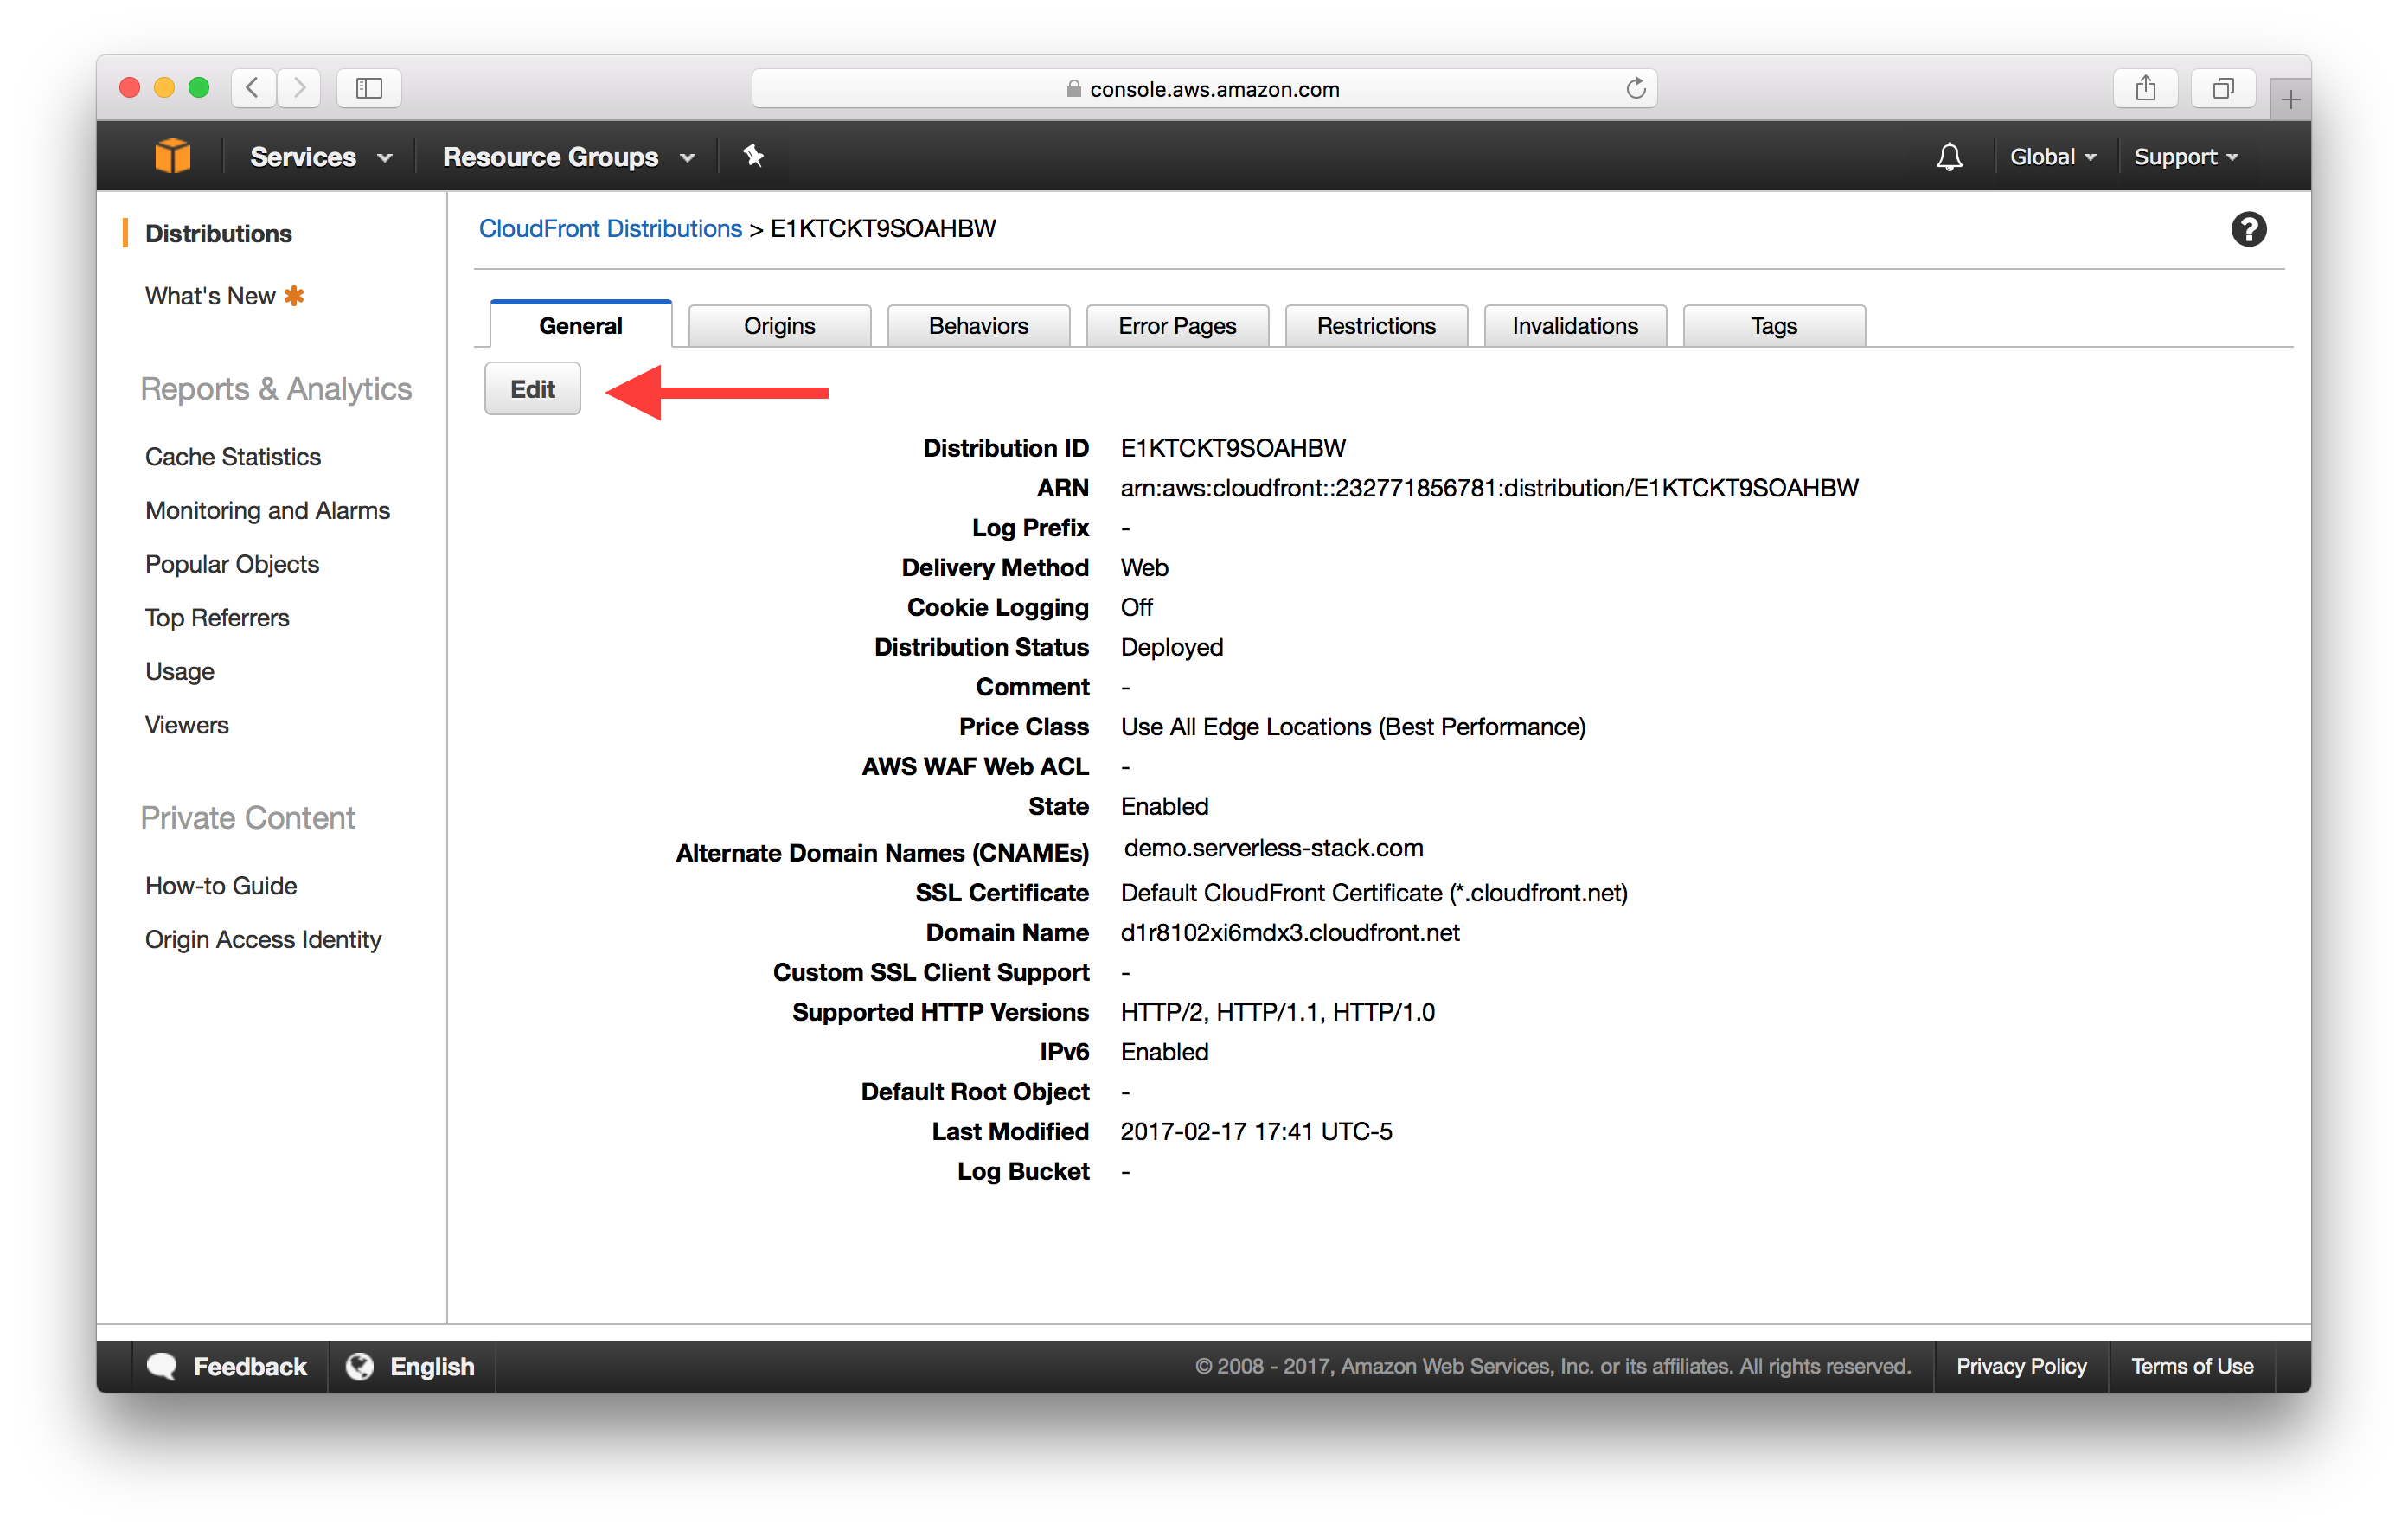 console.aws.amazon.com
Services Resource Groups Global Support
Distributions
What's New
Reports & Analytics
Cache Statistics
Monitoring and Alarms
Popular Objects
Top Referrers
Usage
Viewers
Private Content
How-to Guide
Origin Access Identity
CloudFront Distributions > E1KTCKT9SOAHBW
General Origins Behaviors Error Pages Restrictions Invalidations Tags
Edit
Distribution ID E1KTCKT9SOAHBW
ARN arn:aws:cloudfront::232771856781:distribution/E1KTCKT9SOAHBW
Log Prefix -
Delivery Method Web
Cookie Logging Off
Distribution Status Deployed
Comment -
Price Class Use All Edge Locations (Best Performance)
AWS WAF Web ACL -
State Enabled
Alternate Domain Names (CNAMEs) demo.serverless-stack.com
SSL Certificate Default CloudFront Certificate (*.cloudfront.net)
Domain Name d1r8102xi6mdx3.cloudfront.net
Custom SSL Client Support -
Supported HTTP Versions HTTP/2, HTTP/1.1, HTTP/1.0
IPv6 Enabled
Default Root Object -
Last Modified 2017-02-17 17:41 UTC-5
Log Bucket -
Feedback English © 2008 - 2017, Amazon Web Services, Inc. or its affiliates. All rights reserved. Privacy Policy Terms of Use